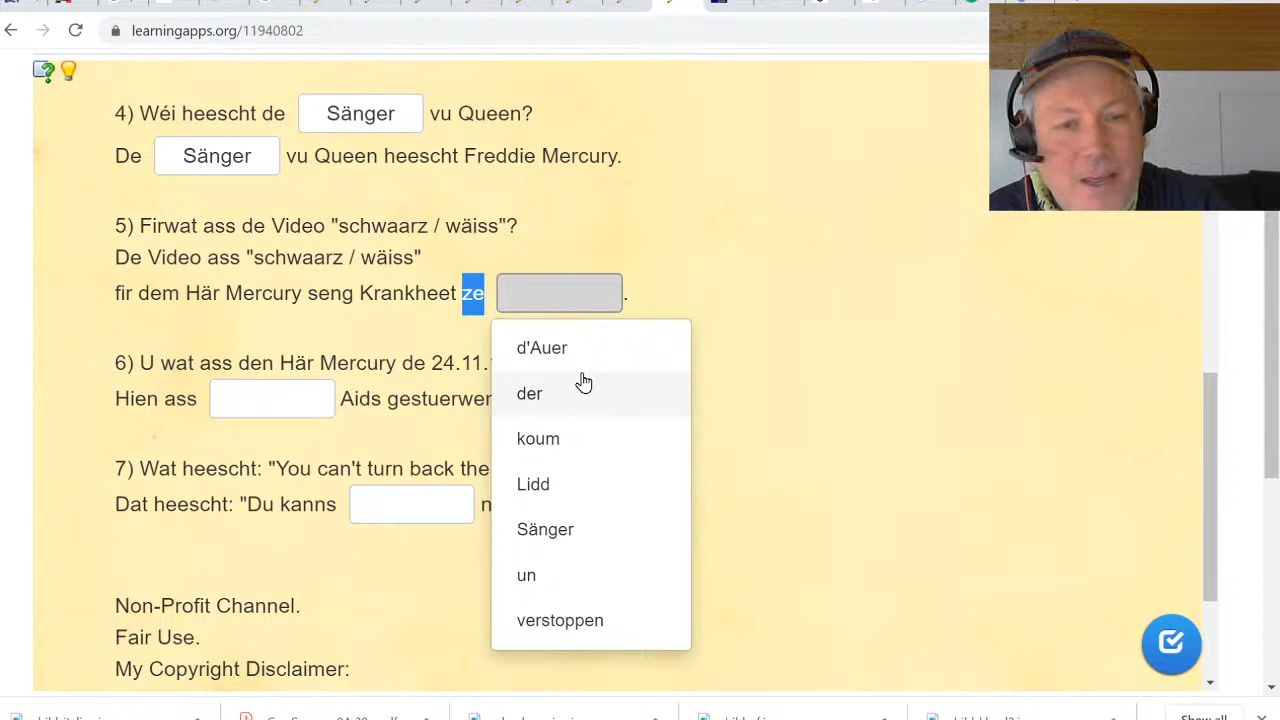 learningapps.org/11940802
4) Wéi heescht de Sänger vu Queen?
De Sänger vu Queen heescht Freddie Mercury.
5) Firwat ass de Video "schwaarz / wäiss"?
De Video ass "schwaarz / wäiss"
fir dem Här Mercury seng Krankheet ze .
d'Auer
der
koum
Lidd
Sänger
un
verstoppen
6) U wat ass den Här Mercury de 24.11.
Hien ass Aids gestuerwen
7) Wat heescht: "You can't turn back the
Dat heescht: "Du kanns n
Non-Profit Channel.
Fair Use.
My Copyright Disclaimer:
Show all